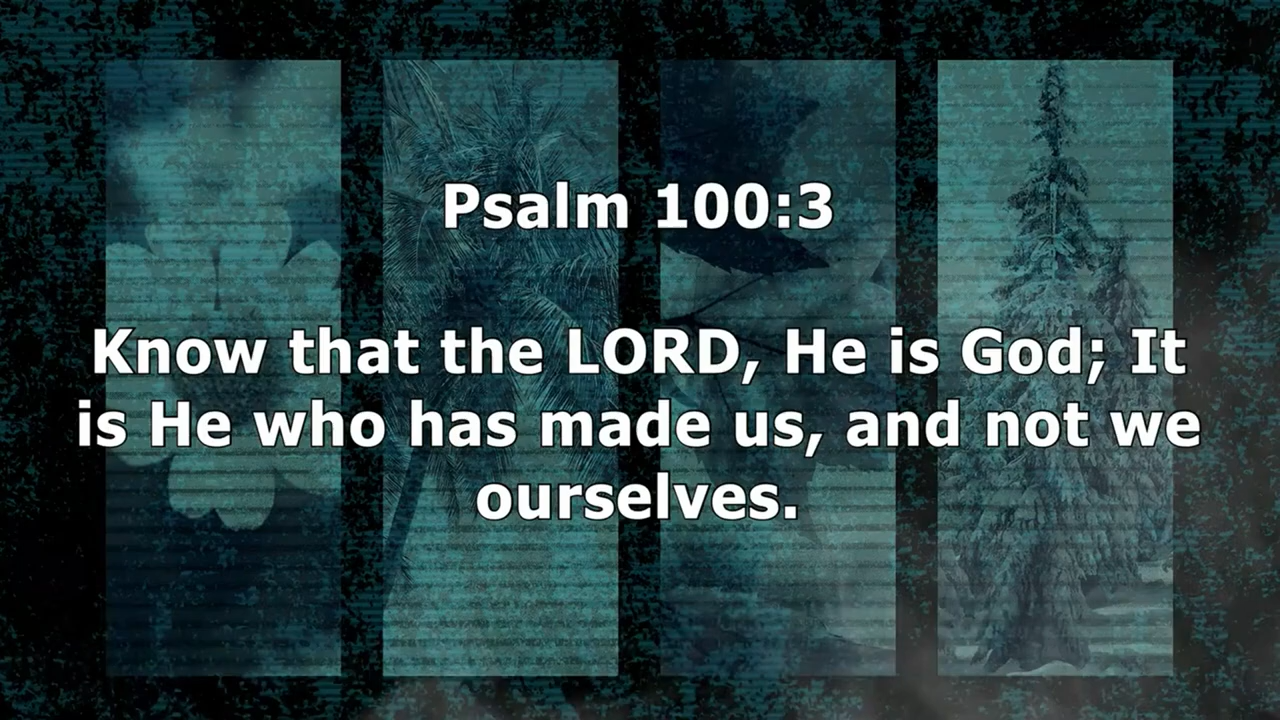 Psalm 100:3
Know that the LORD, He is God; It
is He who has made us, and not we
ourselves.